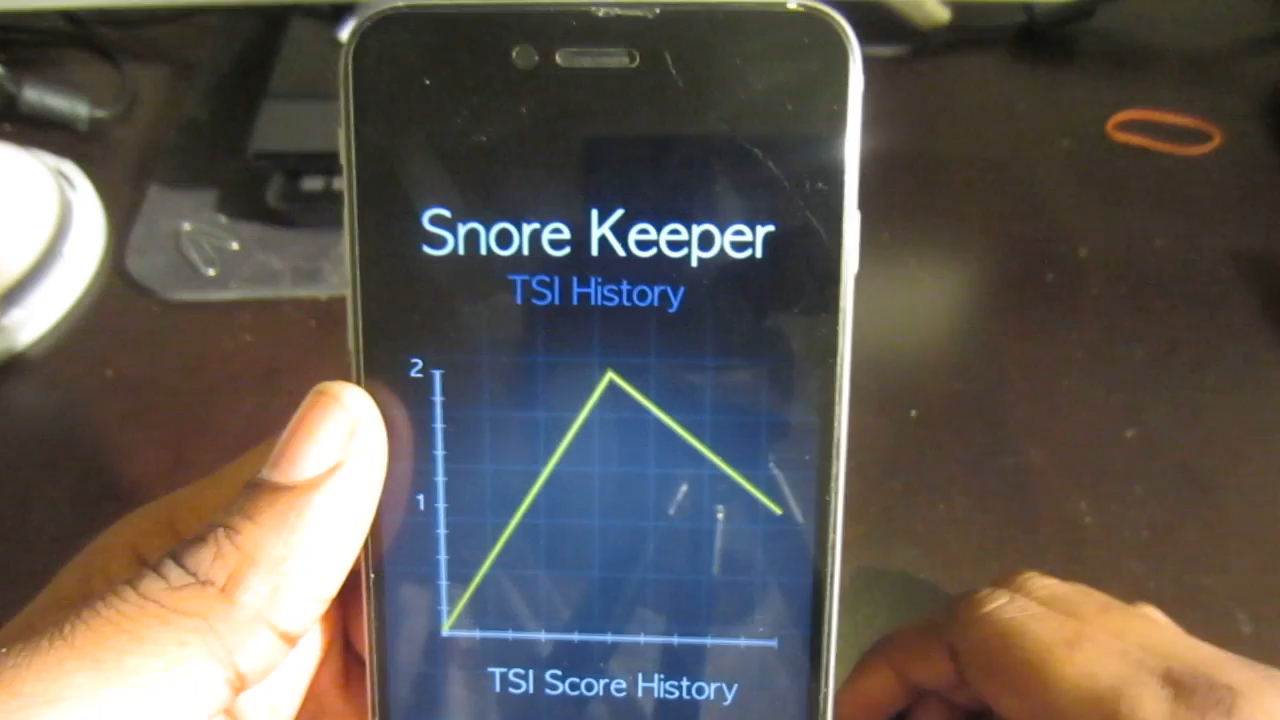 Snore Keeper
TSI History
2
1
TSI Score History